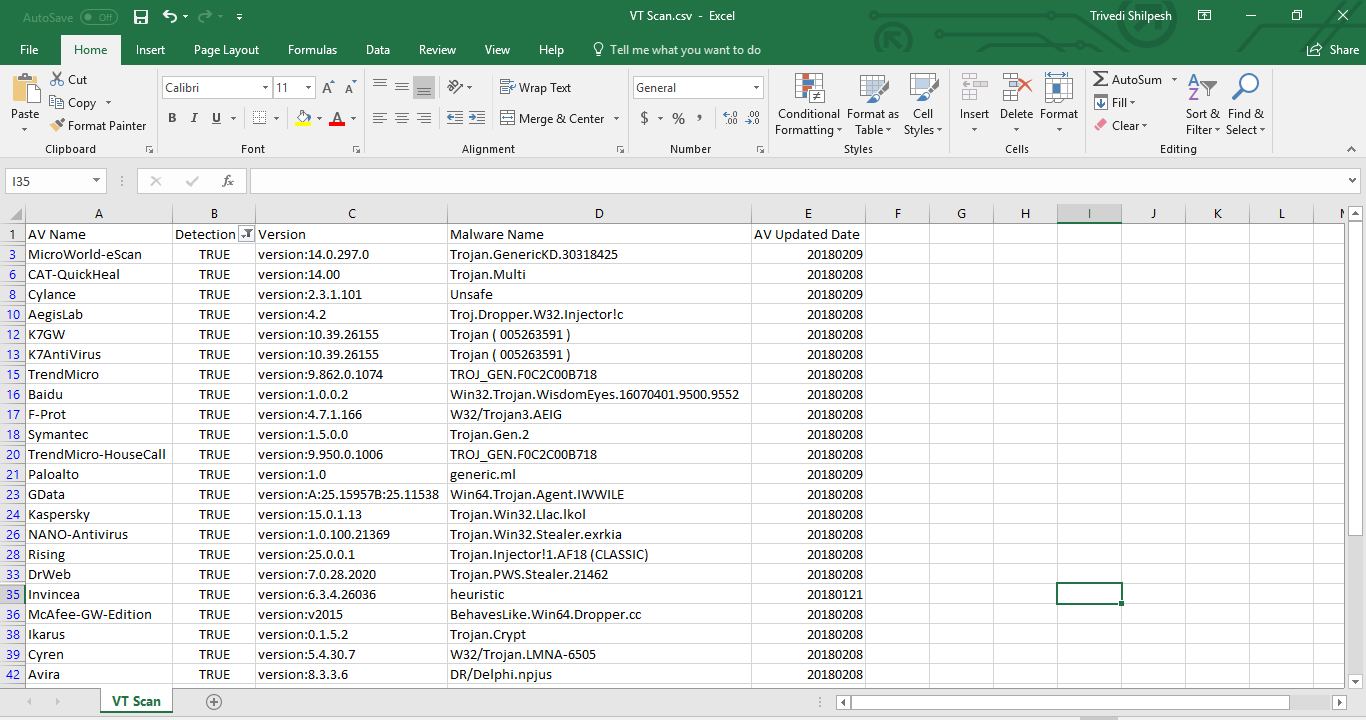 AutoSave Off
VT Scan.csv - Excel
Trivedi Shilpesh
File Home Insert Page Layout Formulas Data Review View Help Tell me what you want to do Share
Paste
Cut
Copy
Format Painter
Clipboard
Calibri 11
B I U
Font
Wrap Text
Merge & Center
Alignment
General
$ % ,
Number
Conditional Formatting
Format as Table
Cell Styles
Styles
Insert Delete Format
Cells
AutoSum
Fill
Clear
Sort & Filter
Find & Select
Editing
I35 fx
A B C D E F G H I J K L
1 AV Name Detection Version Malware Name AV Updated Date
3 MicroWorld-eScan TRUE version:14.0.297.0 Trojan.GenericKD.30318425 20180209
6 CAT-QuickHeal TRUE version:14.00 Trojan.Multi 20180208
8 Cylance TRUE version:2.3.1.101 Unsafe 20180209
10 AegisLab TRUE version:4.2 Troj.Dropper.W32.Injector!c 20180208
12 K7GW TRUE version:10.39.26155 Trojan ( 005263591 ) 20180208
13 K7AntiVirus TRUE version:10.39.26155 Trojan ( 005263591 ) 20180208
15 TrendMicro TRUE version:9.862.0.1074 TROJ_GEN.F0C2C00B718 20180208
16 Baidu TRUE version:1.0.0.2 Win32.Trojan.WisdomEyes.16070401.9500.9552 20180208
17 F-Prot TRUE version:4.7.1.166 W32/Trojan3.AEIG 20180208
18 Symantec TRUE version:1.5.0.0 Trojan.Gen.2 20180208
20 TrendMicro-HouseCall TRUE version:9.950.0.1006 TROJ_GEN.F0C2C00B718 20180208
21 Paloalto TRUE version:1.0 generic.ml 20180209
23 GData TRUE version:A:25.15957B:25.11538 Win64.Trojan.Agent.IWWILE 20180208
24 Kaspersky TRUE version:15.0.1.13 Trojan.Win32.Llac.lkol 20180208
26 NANO-Antivirus TRUE version:1.0.100.21369 Trojan.Win32.Stealer.exrkia 20180208
28 Rising TRUE version:25.0.0.1 Trojan.Injector!1.AF18 (CLASSIC) 20180208
33 DrWeb TRUE version:7.0.28.2020 Trojan.PWS.Stealer.21462 20180208
35 Invincea TRUE version:6.3.4.26036 heuristic 20180121
36 McAfee-GW-Edition TRUE version:v2015 BehavesLike.Win64.Dropper.cc 20180208
38 Ikarus TRUE version:0.1.5.2 Trojan.Crypt 20180208
39 Cyren TRUE version:5.4.30.7 W32/Trojan.LMNA-6505 20180208
42 Avira TRUE version:8.3.3.6 DR/Delphi.npjus 20180208
VT Scan